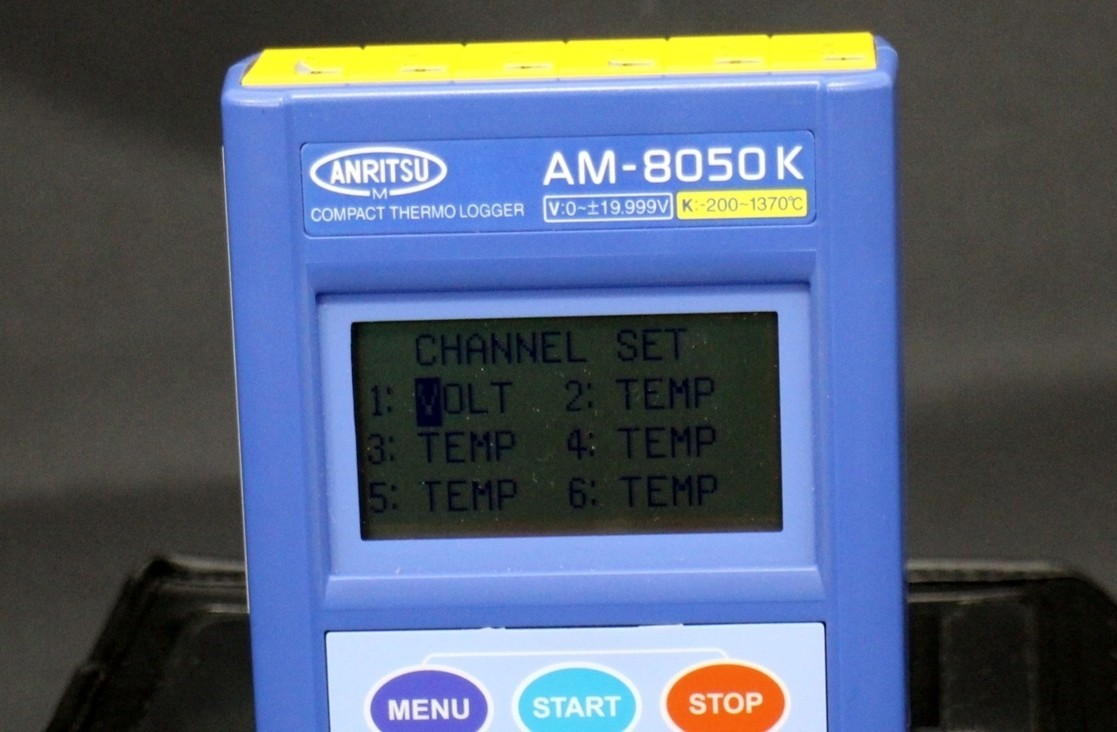 ANRITSU
M
AM-8050K
COMPACT THERMO LOGGER
V:0~±19.999V K:-200~1370℃
CHANNEL SET
1: VOLT 2: TEMP
3: TEMP 4: TEMP
5: TEMP 6: TEMP
MENU START STOP